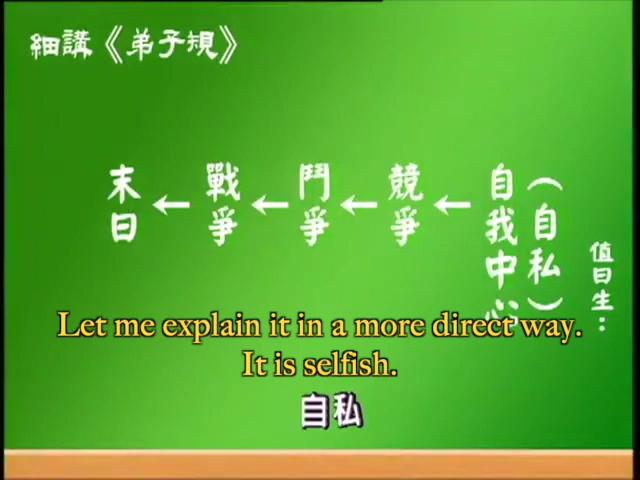 細講《弟子規》
值日生：
（自私）
自我中心
←
競爭
←
鬥爭
←
戰爭
←
末日
Let me explain it in a more direct way.
It is selfish.
自私